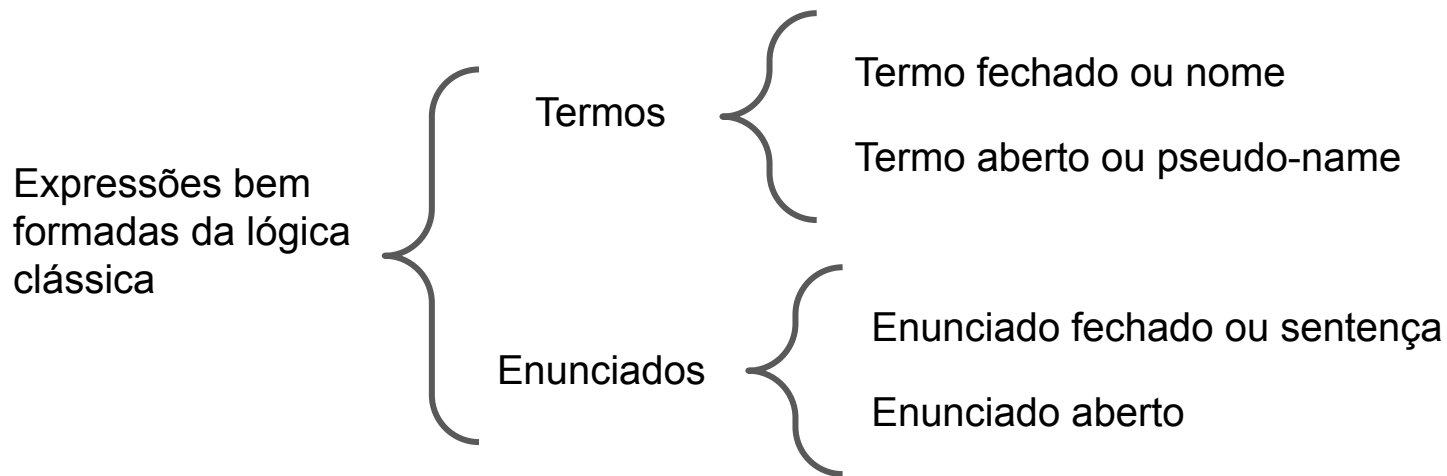 Expressões bem
formadas da lógica
clássica
Termos
Termo fechado ou nome
Termo aberto ou pseudo-name
Enunciados
Enunciado fechado ou sentença
Enunciado aberto